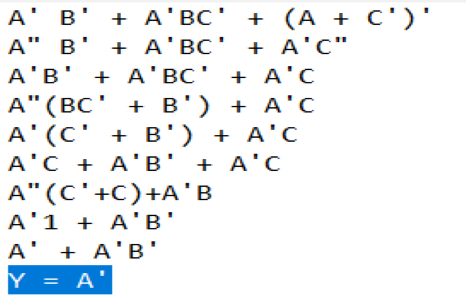 A' B' + A'BC' + (A + C')'
A" B' + A'BC' + A'C"
A'B' + A'BC' + A'C
A"(BC' + B') + A'C
A'(C' + B') + A'C
A'C + A'B' + A'C
A"(C'+C)+A'B
A'1 + A'B'
A' + A'B'
Y = A'